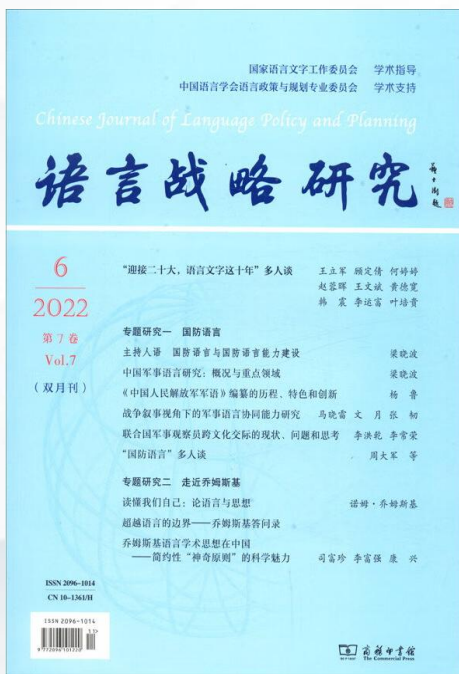 国家语言文字工作委员会 学术指导
中国语言学会语言政策与规划专业委员会 学术支持
Chinese Journal of Language Policy and Planning
语言战略研究
6
2022
第7卷
Vol.7
（双月刊）
“迎接二十大，语言文字这十年”多人谈 王立军 顾定倩 何婷婷
赵蓉晖 王文斌 黄德宽
韩震 李运富 叶培贵
专题研究一 国防语言
主持人语 国防语言与国防语言能力建设 梁晓波
中国军事语言研究：概况与重点领域 梁晓波
《中国人民解放军军语》编纂的历程、特色和创新 杨鲁
战争叙事视角下的军事语言协同能力研究 马晓雷 文月 张韧
联合国军事观察员跨文化交际的现状、问题和思考 李洪乾 李常荣
“国防语言”多人谈 周大军 等
专题研究二 走近乔姆斯基
读懂我们自己：论语言与思想 诺姆·乔姆斯基
超越语言的边界——乔姆斯基答问录
乔姆斯基语言学术思想在中国
——简约性“神奇原则”的科学魅力 司富珍 李富强 康兴
ISSN 2096-1014
CN 10-1361/H
ISSN 2096-1014
11>
9 772096 101220
商务印书馆
The Commercial Press